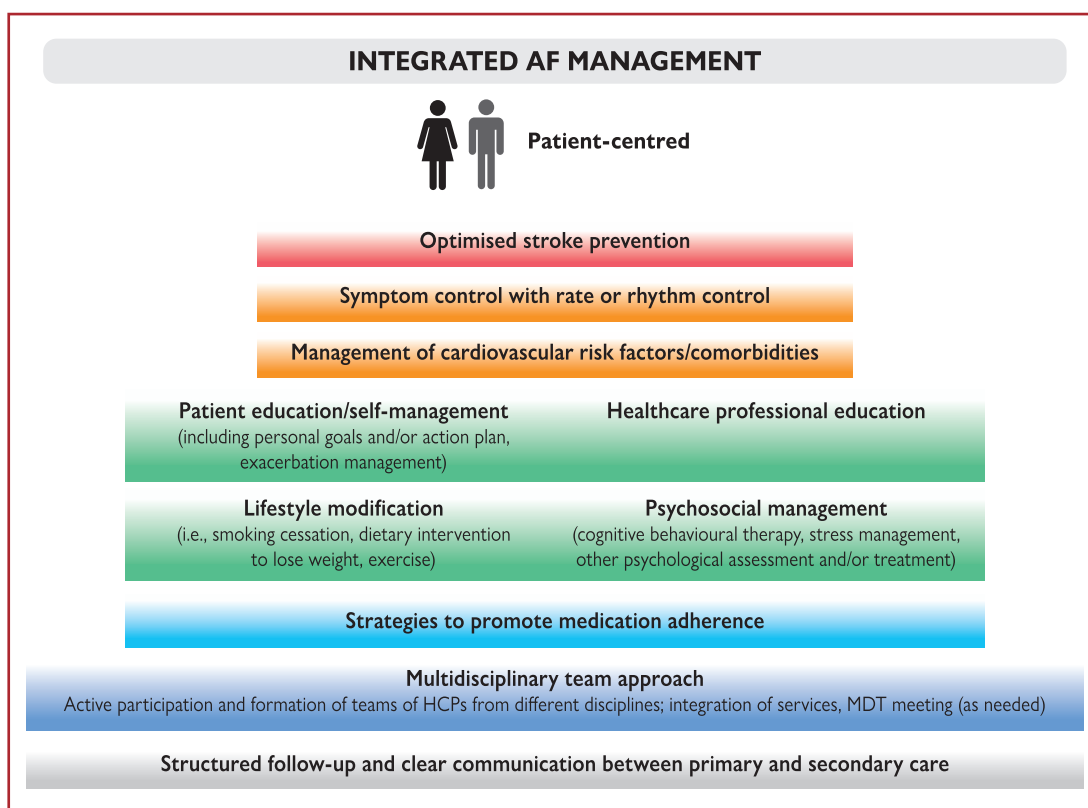 INTEGRATED AF MANAGEMENT
Patient-centred
Optimised stroke prevention
Symptom control with rate or rhythm control
Management of cardiovascular risk factors/comorbidities
Patient education/self-management
(including personal goals and/or action plan,
exacerbation management)
Healthcare professional education
Lifestyle modification
(i.e., smoking cessation, dietary intervention
to lose weight, exercise)
Psychosocial management
(cognitive behavioural therapy, stress management,
other psychological assessment and/or treatment)
Strategies to promote medication adherence
Multidisciplinary team approach
Active participation and formation of teams of HCPs from different disciplines; integration of services, MDT meeting (as needed)
Structured follow-up and clear communication between primary and secondary care